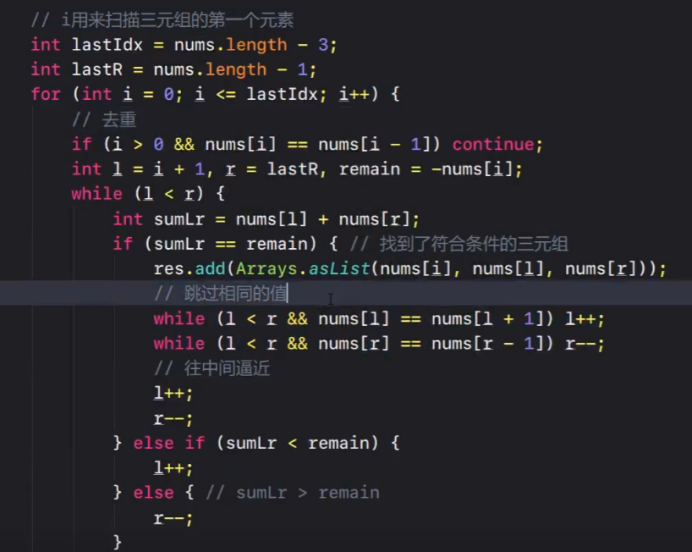 // i用来扫描三元组的第一个元素
int lastIdx = nums.length - 3;
int lastR = nums.length - 1;
for (int i = 0; i <= lastIdx; i++) {
// 去重
if (i > 0 && nums[i] == nums[i - 1]) continue;
int l = i + 1, r = lastR, remain = -nums[i];
while (l < r) {
int sumLr = nums[l] + nums[r];
if (sumLr == remain) { // 找到了符合条件的三元组
res.add(Arrays.asList(nums[i], nums[l], nums[r]));
// 跳过相同的值
while (l < r && nums[l] == nums[l + 1]) l++;
while (l < r && nums[r] == nums[r - 1]) r--;
// 往中间逼近
l++;
r--;
} else if (sumLr < remain) {
l++;
} else { // sumLr > remain
r--;
}